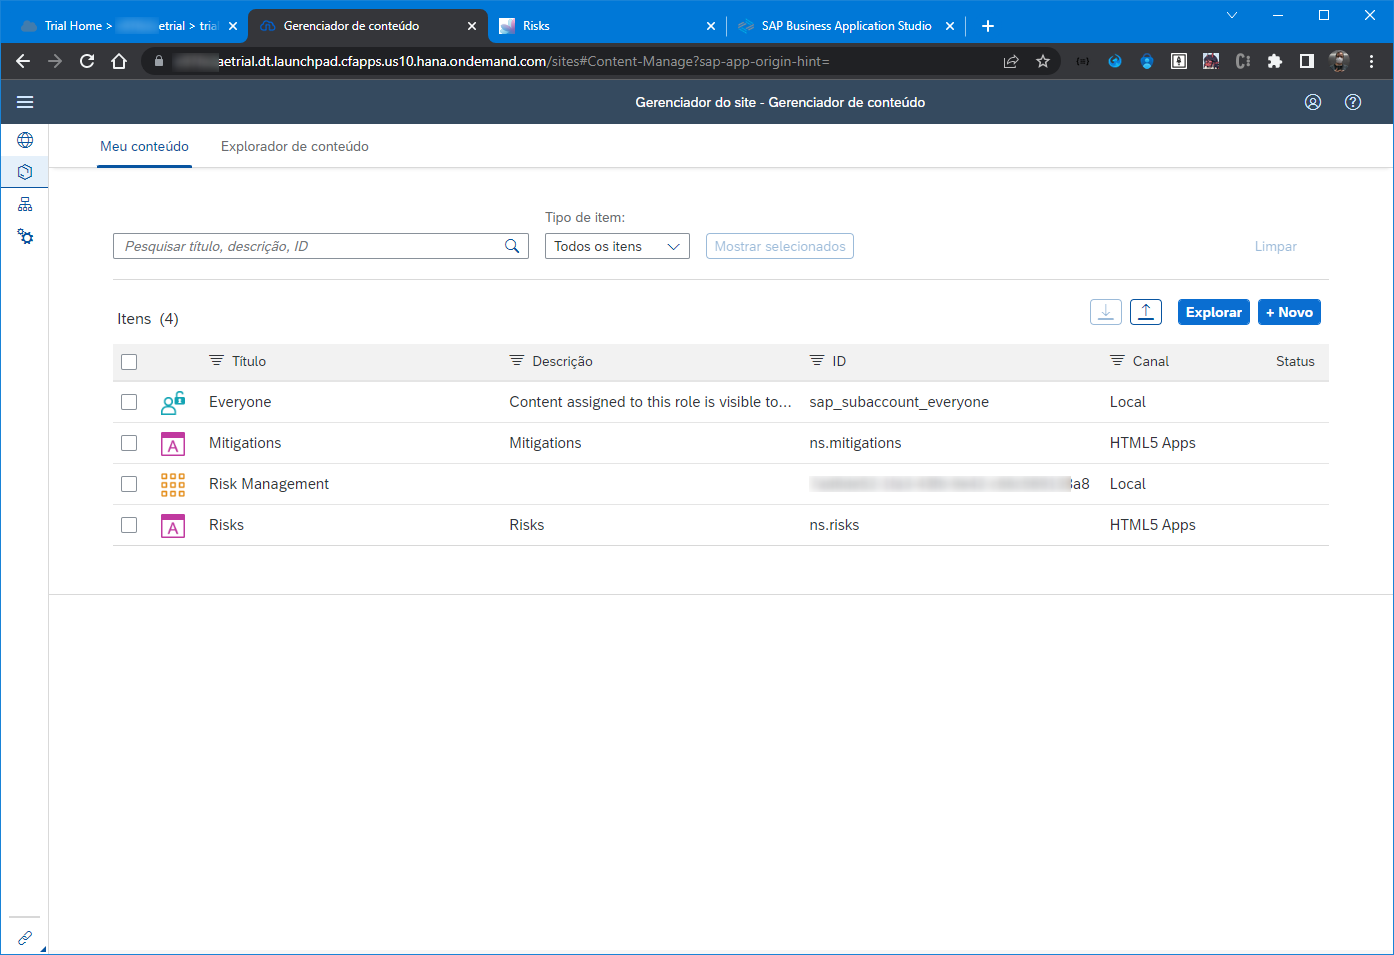 Trial Home > etrial > trial
Gerenciador de conteúdo
Risks
SAP Business Application Studio
aetrial.dt.launchpad.cfapps.us10.hana.ondemand.com/sites#Content-Manage?sap-app-origin-hint=
Gerenciador do site - Gerenciador de conteúdo
Meu conteúdo
Explorador de conteúdo
Tipo de item:
Pesquisar título, descrição, ID
Todos os itens
Mostrar selecionados
Limpar
Itens (4)
Explorar
+ Novo
Título Descrição ID Canal Status
Everyone Content assigned to this role is visible to... sap_subaccount_everyone Local
A Mitigations Mitigations ns.mitigations HTML5 Apps
Risk Management 8a8 Local
A Risks Risks ns.risks HTML5 Apps